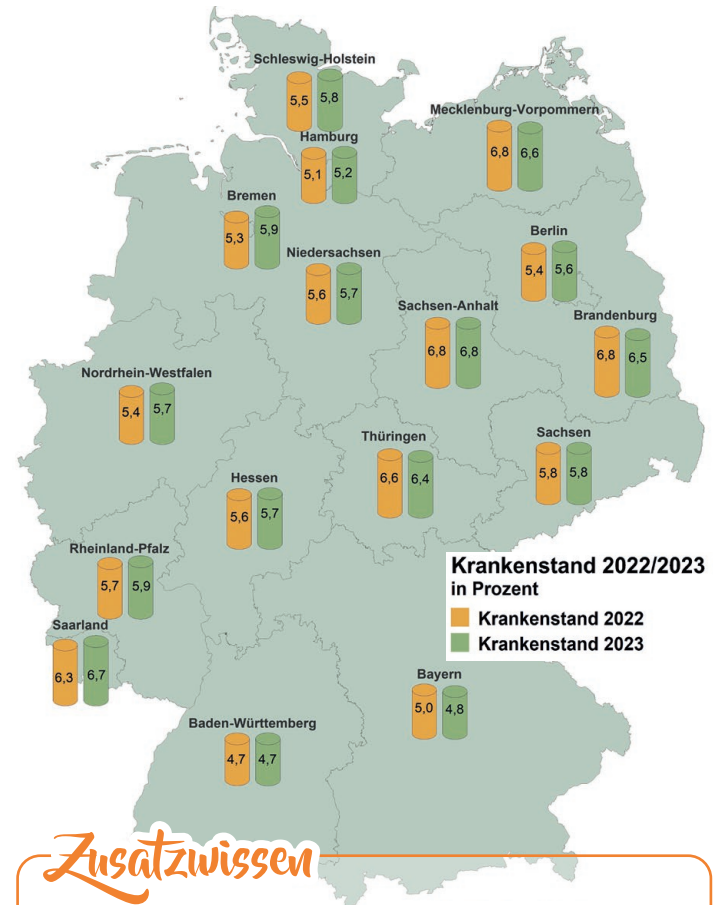 Schleswig-Holstein
5,5 5,8
Mecklenburg-Vorpommern
6,8 6,6
Hamburg
5,1 5,2
Bremen
5,3 5,9
Berlin
5,4 5,6
Niedersachsen
5,6 5,7
Sachsen-Anhalt
6,8 6,8
Brandenburg
6,8 6,5
Nordrhein-Westfalen
5,4 5,7
Thüringen
6,6 6,4
Sachsen
5,8 5,8
Hessen
5,6 5,7
Rheinland-Pfalz
5,7 5,9
Krankenstand 2022/2023
in Prozent
Krankenstand 2022
Krankenstand 2023
Saarland
6,3 6,7
Bayern
5,0 4,8
Baden-Württemberg
4,7 4,7
Zusatzwissen